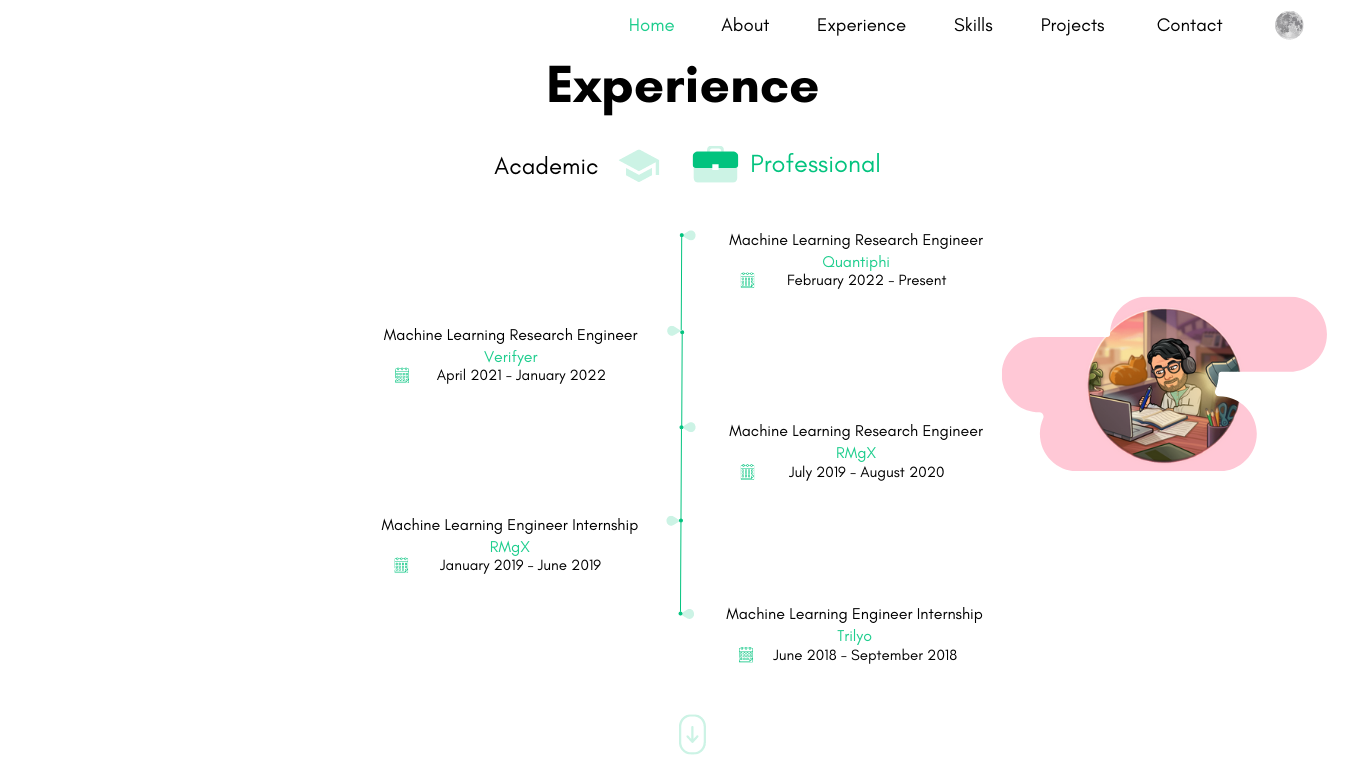 Home About Experience Skills Projects Contact
Experience
Academic Professional
Machine Learning Research Engineer
Quantiphi
February 2022 - Present
Machine Learning Research Engineer
Verifyer
April 2021 - January 2022
Machine Learning Research Engineer
RMgX
July 2019 - August 2020
Machine Learning Engineer Internship
RMgX
January 2019 - June 2019
Machine Learning Engineer Internship
Trilyo
June 2018 - September 2018